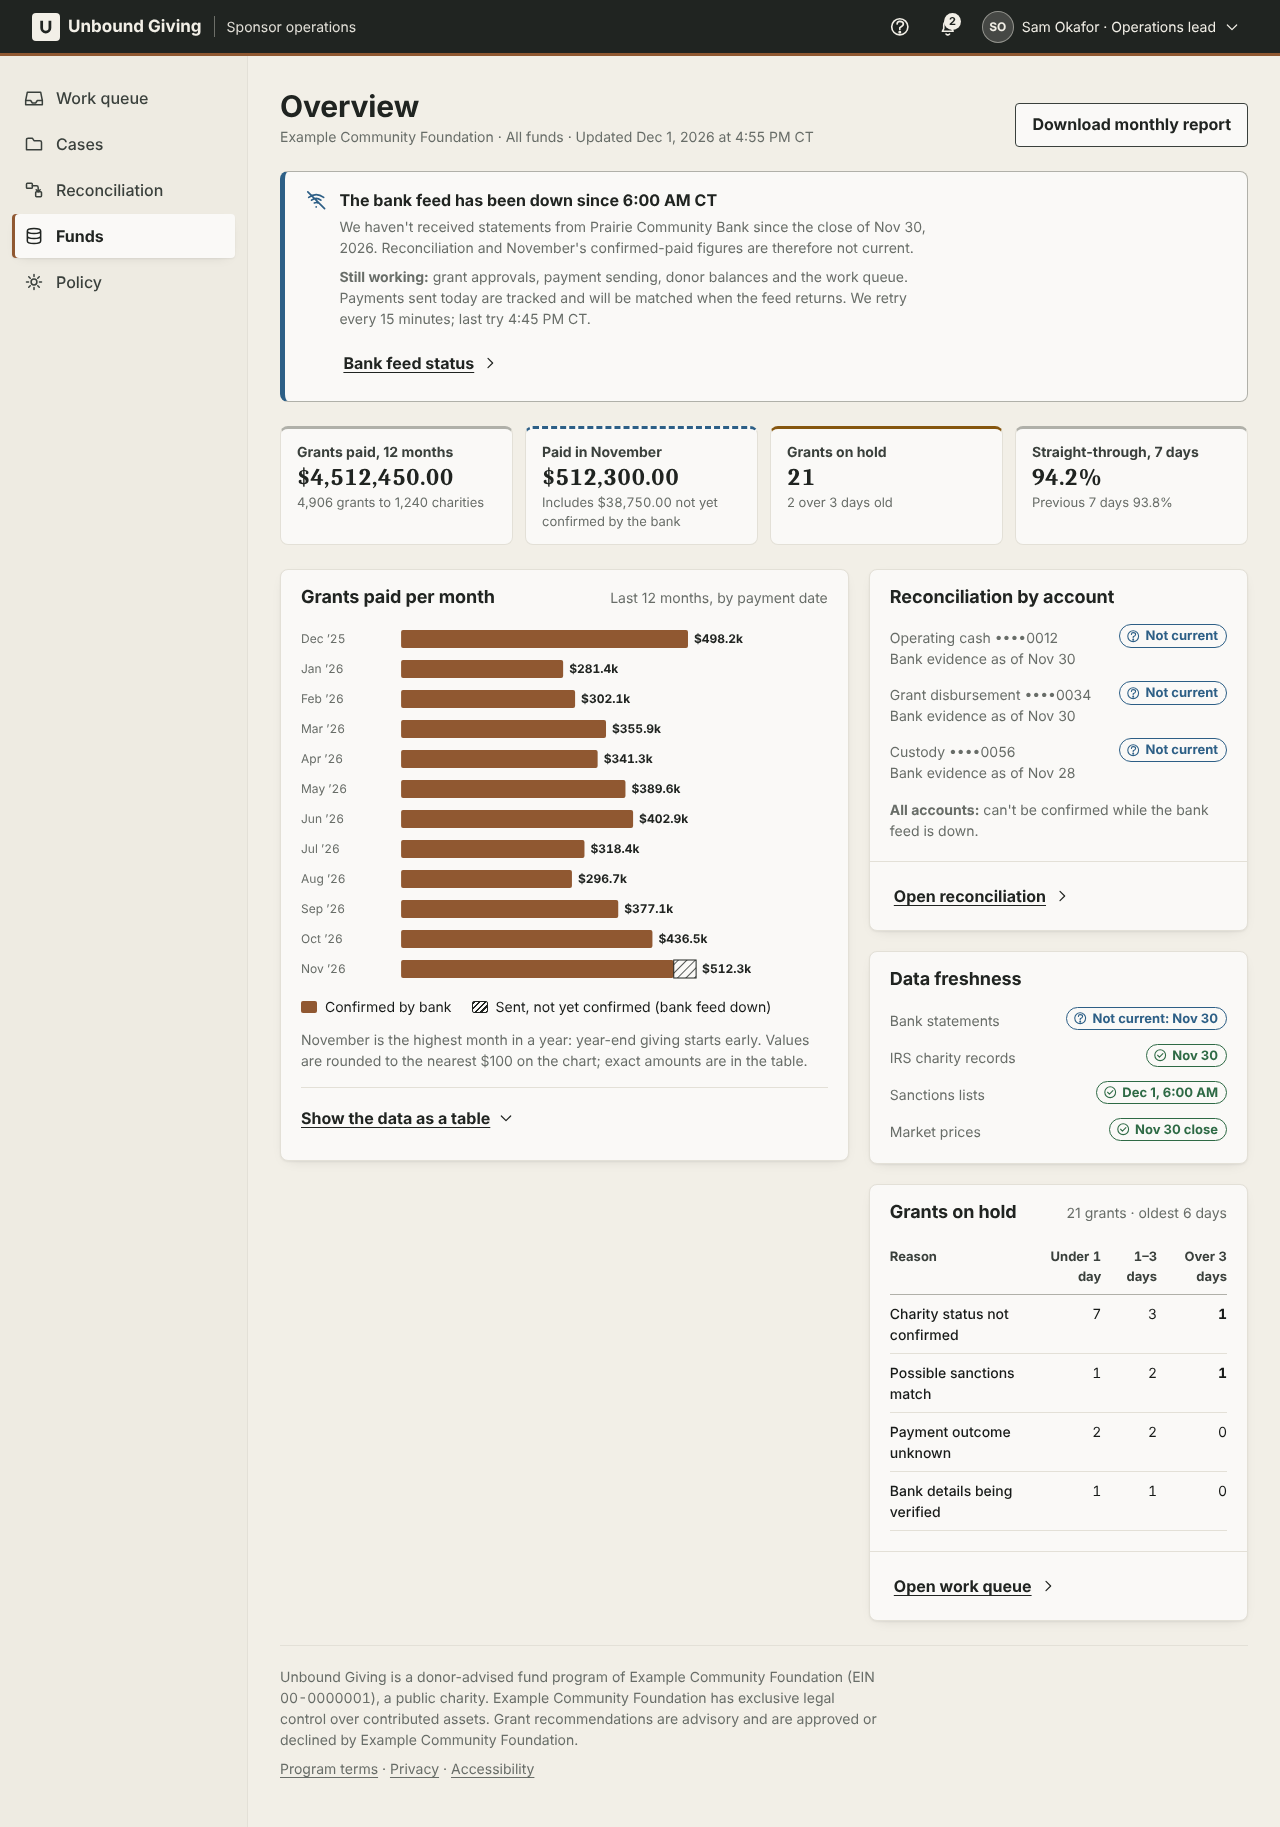 U Unbound Giving Sponsor operations
2
SO Sam Okafor · Operations lead
Work queue
Cases
Reconciliation
Funds
Policy
Overview
Example Community Foundation · All funds · Updated Dec 1, 2026 at 4:55 PM CT
Download monthly report
The bank feed has been down since 6:00 AM CT
We haven't received statements from Prairie Community Bank since the close of Nov 30,
2026. Reconciliation and November's confirmed-paid figures are therefore not current.
Still working: grant approvals, payment sending, donor balances and the work queue.
Payments sent today are tracked and will be matched when the feed returns. We retry
every 15 minutes; last try 4:45 PM CT.
Bank feed status
Grants paid, 12 months
$4,512,450.00
4,906 grants to 1,240 charities
Paid in November
$512,300.00
Includes $38,750.00 not yet
confirmed by the bank
Grants on hold
21
2 over 3 days old
Straight-through, 7 days
94.2%
Previous 7 days 93.8%
Grants paid per month
Last 12 months, by payment date
Dec ’25 $498.2k
Jan ’26 $281.4k
Feb ’26 $302.1k
Mar ’26 $355.9k
Apr ’26 $341.3k
May ’26 $389.6k
Jun ’26 $402.9k
Jul ’26 $318.4k
Aug ’26 $296.7k
Sep ’26 $377.1k
Oct ’26 $436.5k
Nov ’26 $512.3k
Confirmed by bank Sent, not yet confirmed (bank feed down)
November is the highest month in a year: year-end giving starts early. Values
are rounded to the nearest $100 on the chart; exact amounts are in the table.
Show the data as a table
Reconciliation by account
Operating cash ••••0012 Not current
Bank evidence as of Nov 30
Grant disbursement ••••0034 Not current
Bank evidence as of Nov 30
Custody ••••0056 Not current
Bank evidence as of Nov 28
All accounts: can't be confirmed while the bank
feed is down.
Open reconciliation
Data freshness
Bank statements Not current: Nov 30
IRS charity records Nov 30
Sanctions lists Dec 1, 6:00 AM
Market prices Nov 30 close
Grants on hold 21 grants · oldest 6 days
Reason Under 1 1–3 Over 3
day days days
Charity status not 7 3 1
confirmed
Possible sanctions 1 2 1
match
Payment outcome 2 2 0
unknown
Bank details being 1 1 0
verified
Open work queue
Unbound Giving is a donor-advised fund program of Example Community Foundation (EIN
00-0000001), a public charity. Example Community Foundation has exclusive legal
control over contributed assets. Grant recommendations are advisory and are approved or
declined by Example Community Foundation.
Program terms · Privacy · Accessibility